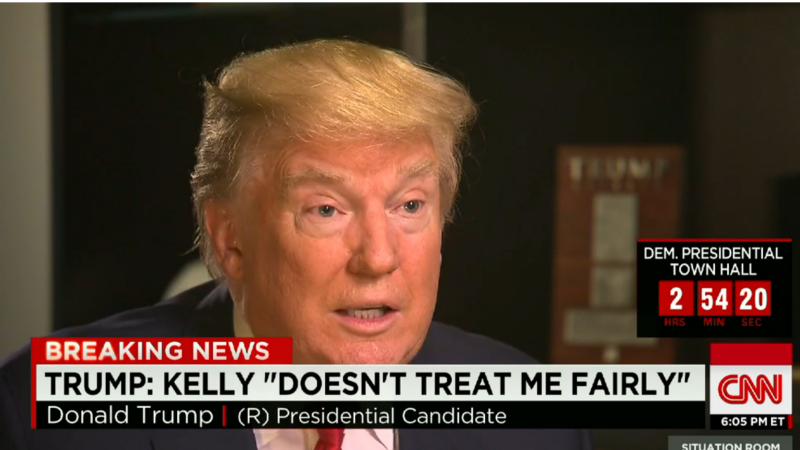 TRUMP
DEM. PRESIDENTIAL
TOWN HALL
2 54 20
HRS MIN SEC
BREAKING NEWS
TRUMP: KELLY "DOESN'T TREAT ME FAIRLY"
Donald Trump | (R) Presidential Candidate
CNN
6:05 PM ET
SITUATION ROOM